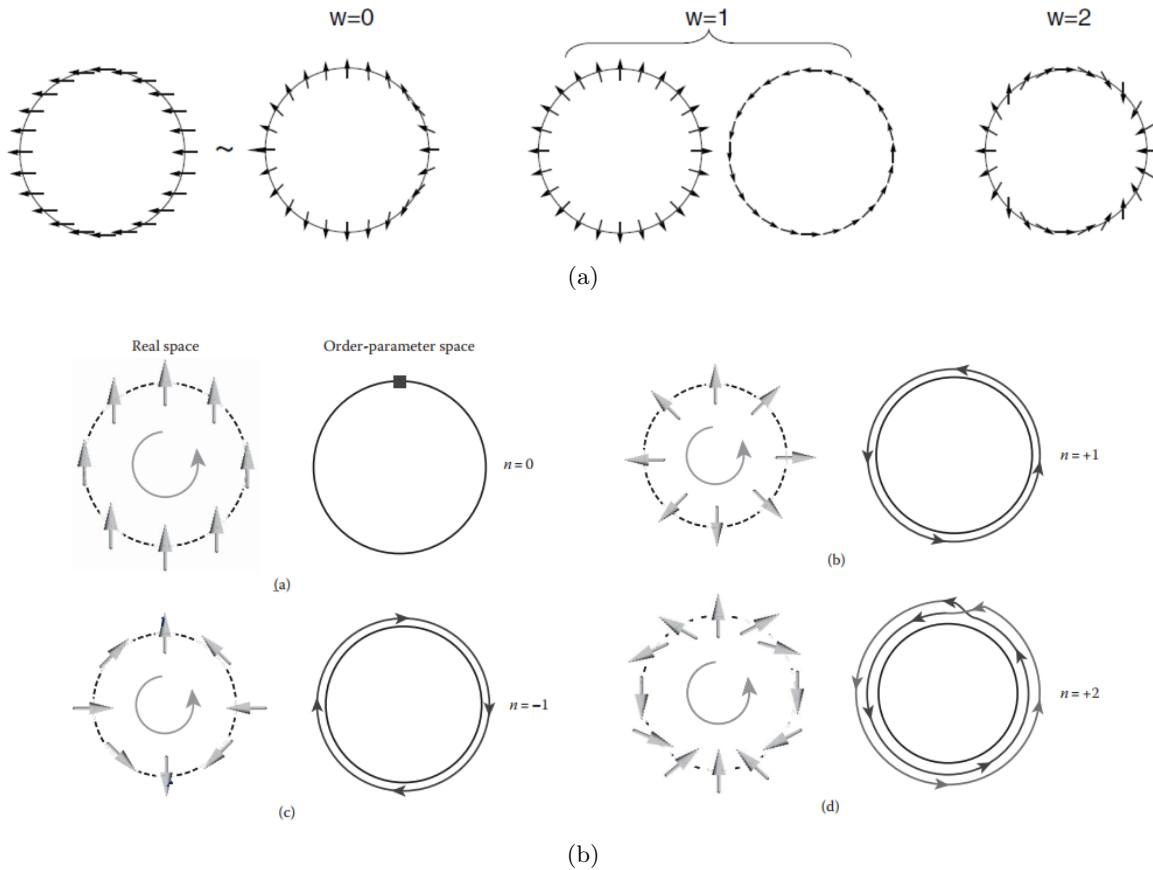 w=0
w=1
w=2
~
(a)
Real space
Order-parameter space
n = 0
n = +1
(a)
(b)
n = −1
n = +2
(c)
(d)
(b)